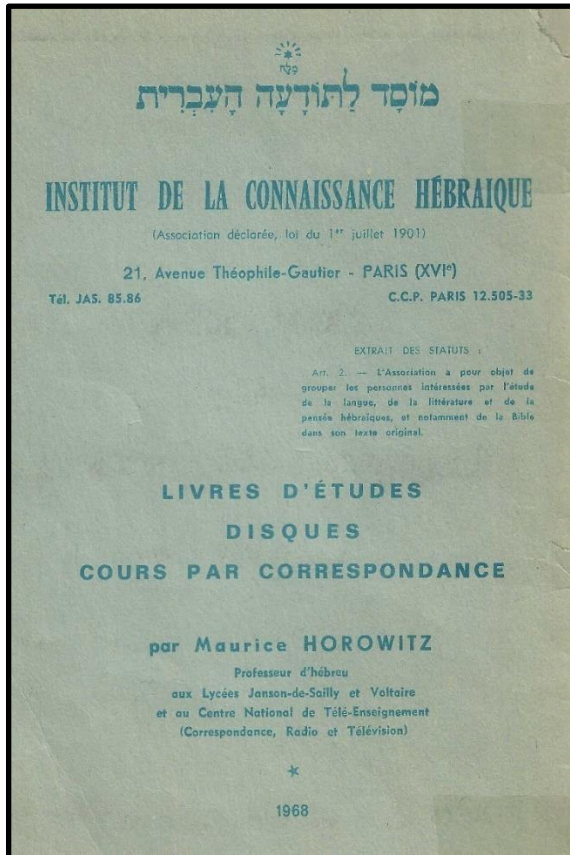 מוֹסָד לַתּוֹדָעָה הָעִבְרִית
INSTITUT DE LA CONNAISSANCE HÉBRAIQUE
(Association déclarée, loi du 1er juillet 1901)
21, Avenue Théophile-Gautier - PARIS (XVIe)
Tél. JAS. 85.86 C.C.P. PARIS 12.505-33
EXTRAIT DES STATUTS :
Art. 2. — L'Association a pour objet de
grouper les personnes intéressées par l'étude
de la langue, de la littérature et de la
pensée hébraïques, et notamment de la Bible
dans son texte original.
LIVRES D'ÉTUDES
DISQUES
COURS PAR CORRESPONDANCE
par Maurice HOROWITZ
Professeur d'hébreu
aux Lycées Janson-de-Sailly et Voltaire
et au Centre National de Télé-Enseignement
(Correspondance, Radio et Télévision)
1968